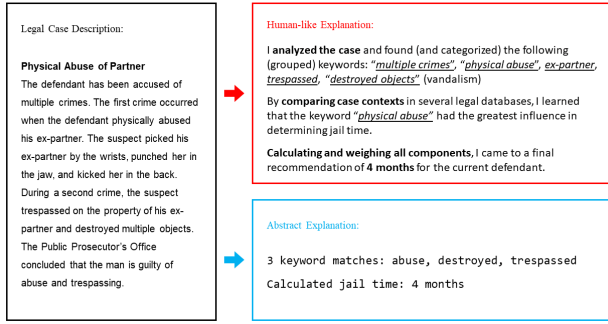 Legal Case Description:
Physical Abuse of Partner
The defendant has been accused of
multiple crimes. The first crime occurred
when the defendant physically abused
his ex-partner. The suspect picked his
ex-partner by the wrists, punched her in
the jaw, and kicked her in the back.
During a second crime, the suspect
trespassed on the property of his ex-
partner and destroyed multiple objects.
The Public Prosecutor's Office
concluded that the man is guilty of
abuse and trespassing.
Human-like Explanation:
I analyzed the case and found (and categorized) the following
(grouped) keywords: "multiple crimes", "physical abuse", ex-partner,
trespassed, "destroyed objects" (vandalism)
By comparing case contexts in several legal databases, I learned
that the keyword "physical abuse" had the greatest influence in
determining jail time.
Calculating and weighing all components, I came to a final
recommendation of 4 months for the current defendant.
Abstract Explanation:
3 keyword matches: abuse, destroyed, trespassed
Calculated jail time: 4 months